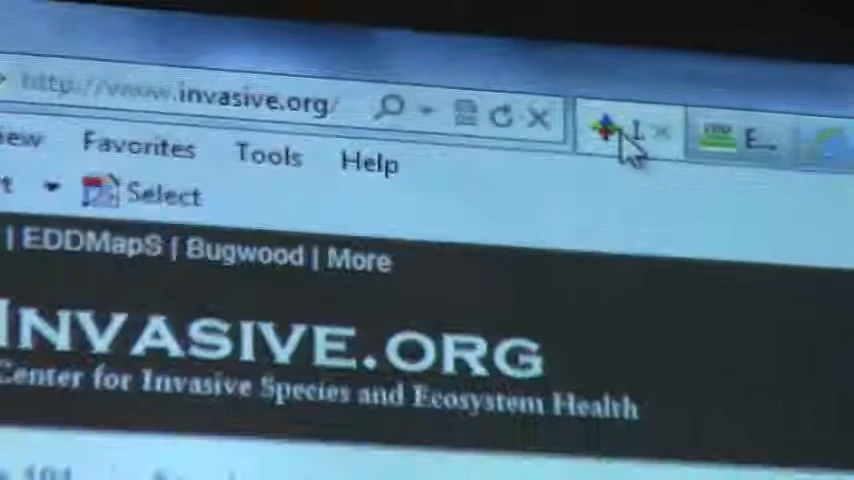 http://www.invasive.org/
E...
Favorites Tools Help
Select
| EDDMapS | Bugwood | More
INVASIVE.ORG
Center for Invasive Species and Ecosystem Health